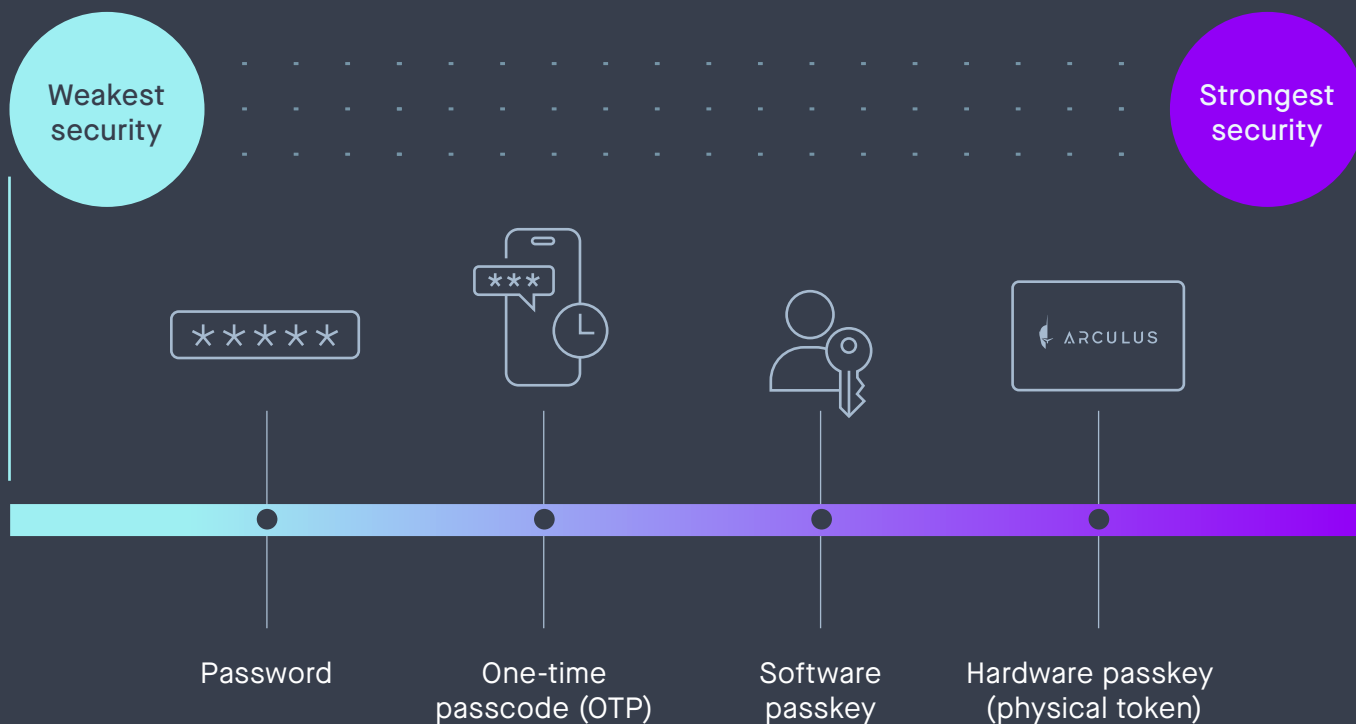 Weakest
security
Strongest
security
*****
***
ARCULUS
Password
One-time
passcode (OTP)
Software
passkey
Hardware passkey
(physical token)